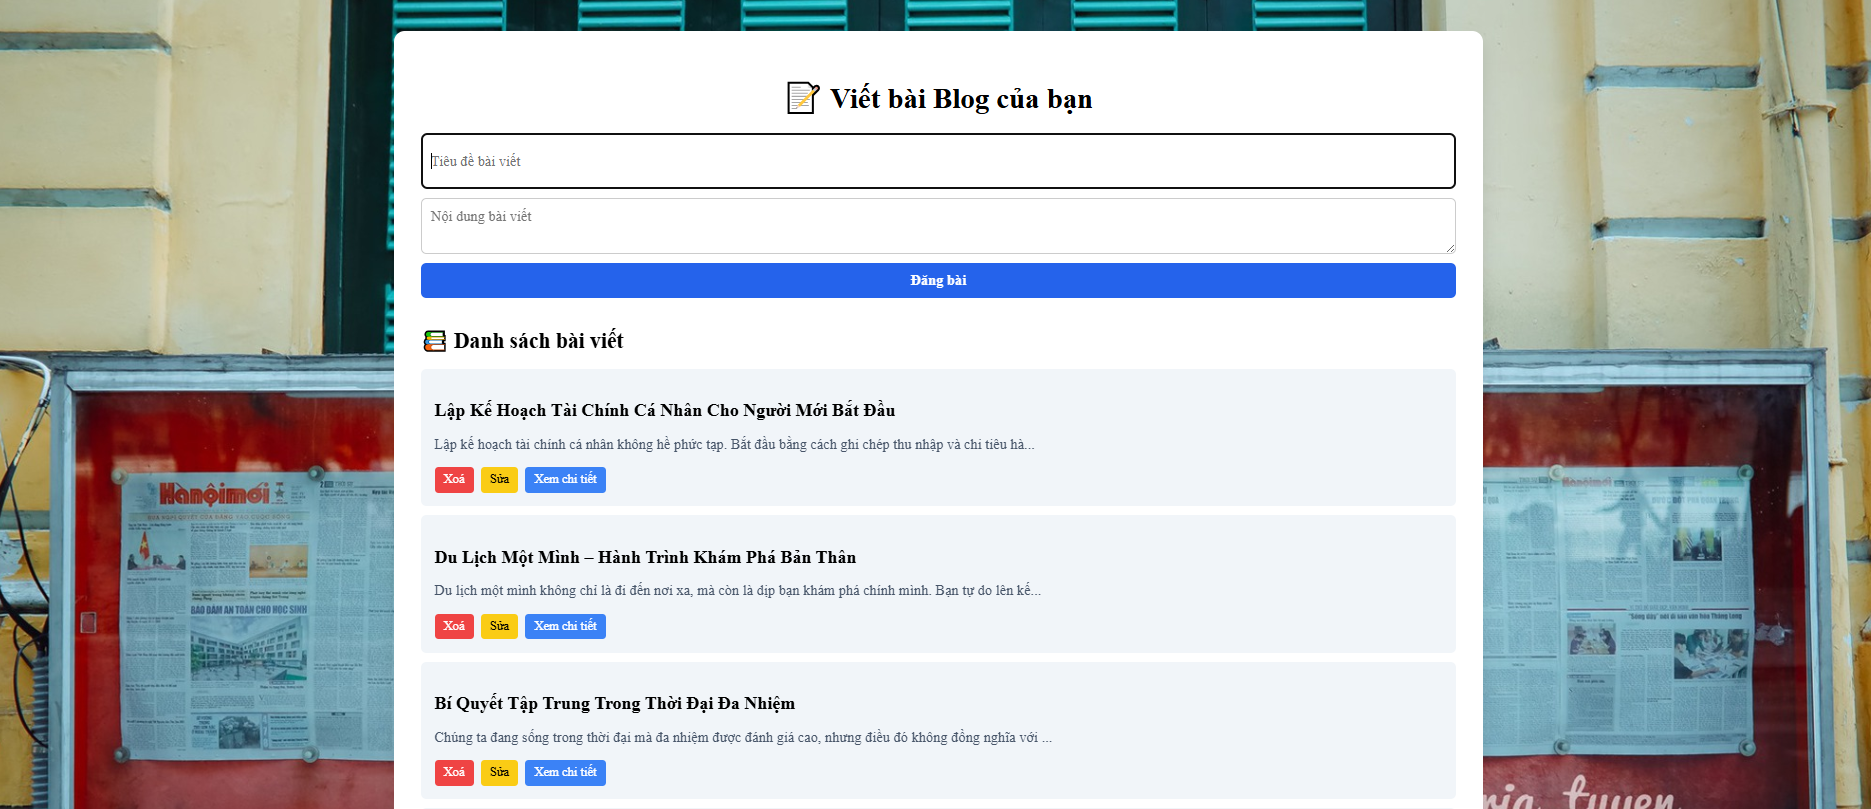 📝 Viết bài Blog của bạn
Tiêu đề bài viết
Nội dung bài viết
Đăng bài
📚 Danh sách bài viết
Lập Kế Hoạch Tài Chính Cá Nhân Cho Người Mới Bắt Đầu
Lập kế hoạch tài chính cá nhân không hề phức tạp. Bắt đầu bằng cách ghi chép thu nhập và chi tiêu hà...
Xoá Sửa Xem chi tiết
Du Lịch Một Mình – Hành Trình Khám Phá Bản Thân
Du lịch một mình không chỉ là đi đến nơi xa, mà còn là dịp bạn khám phá chính mình. Bạn tự do lên kế...
Xoá Sửa Xem chi tiết
Bí Quyết Tập Trung Trong Thời Đại Đa Nhiệm
Chúng ta đang sống trong thời đại mà đa nhiệm được đánh giá cao, nhưng điều đó không đồng nghĩa với ...
Xoá Sửa Xem chi tiết
Hànộimới
BẢO ĐẢM AN TOÀN CHO HỌC SINH
Hànộimới
tuyen